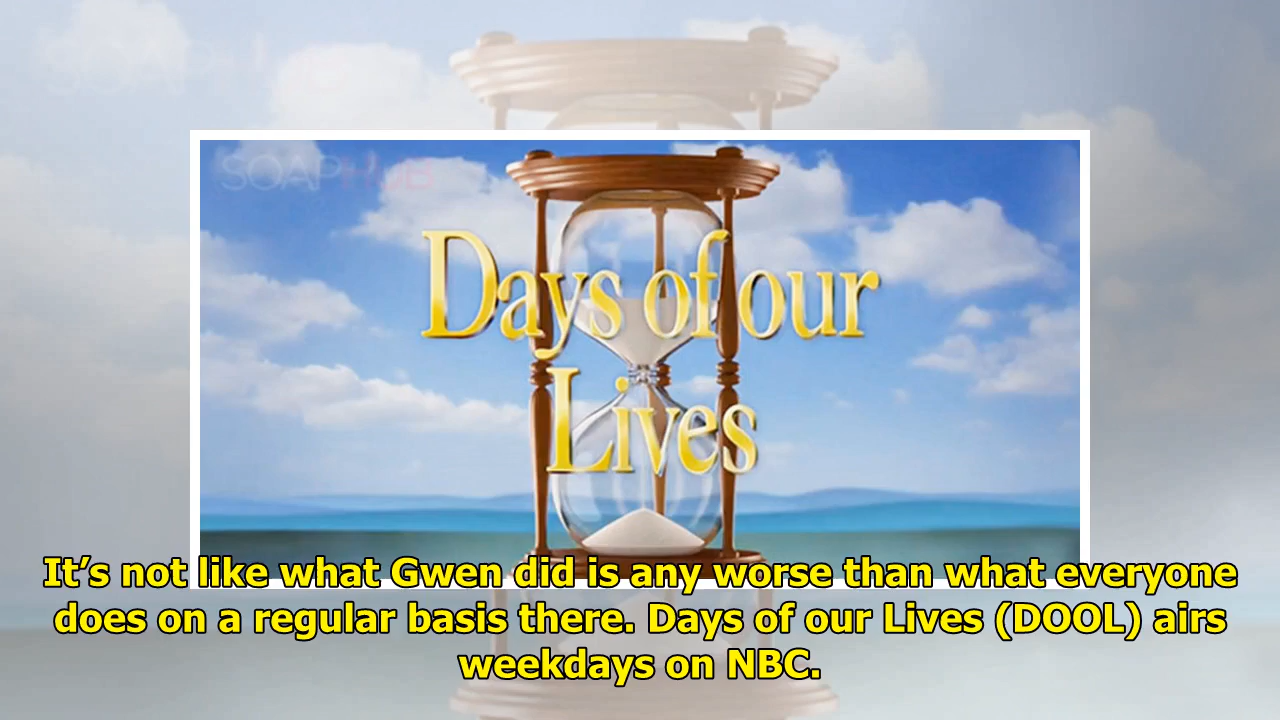 SOAPHUB
Days of our
Lives
It’s not like what Gwen did is any worse than what everyone
does on a regular basis there. Days of our Lives (DOOL) airs
weekdays on NBC.